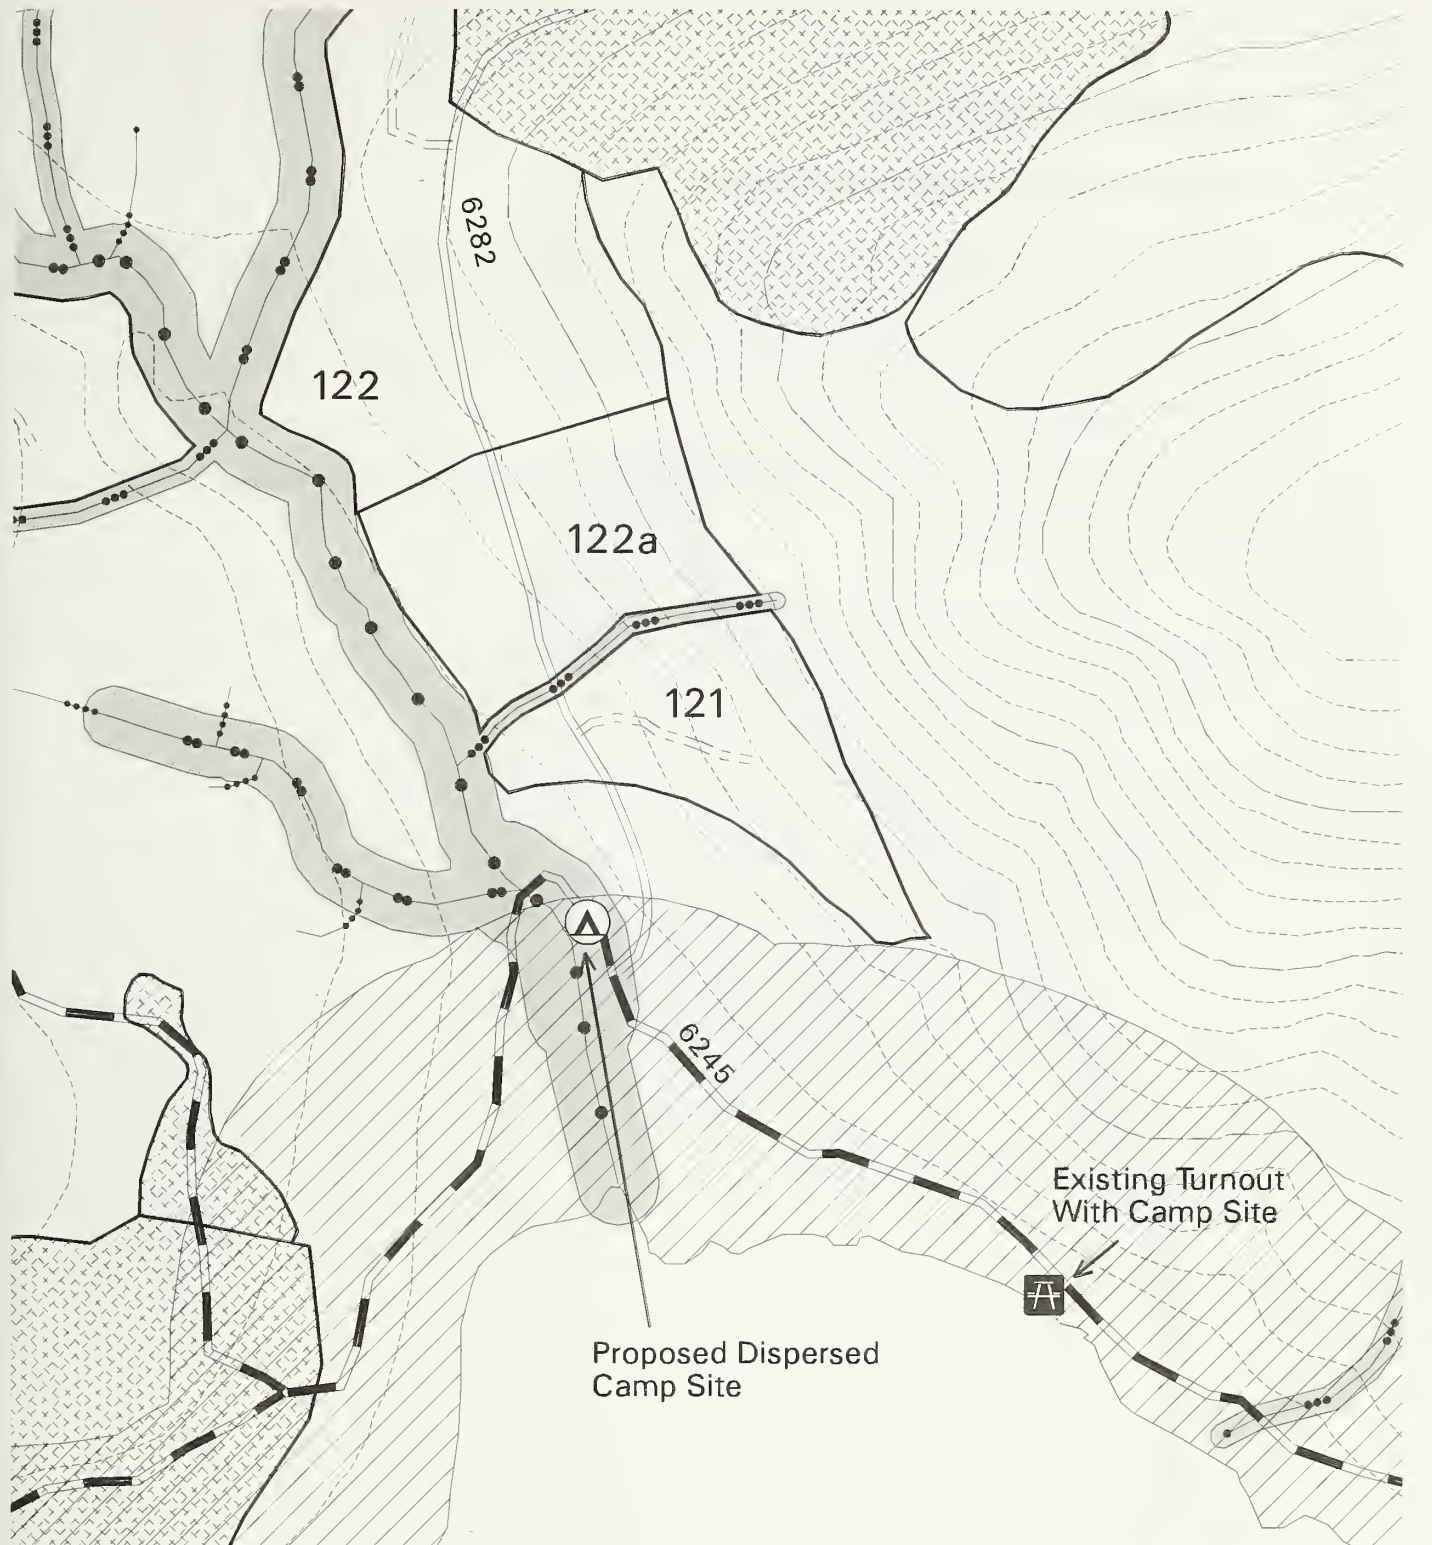 6282
122
122a
121
6245
Existing Turnout
With Camp Site
Proposed Dispersed
Camp Site